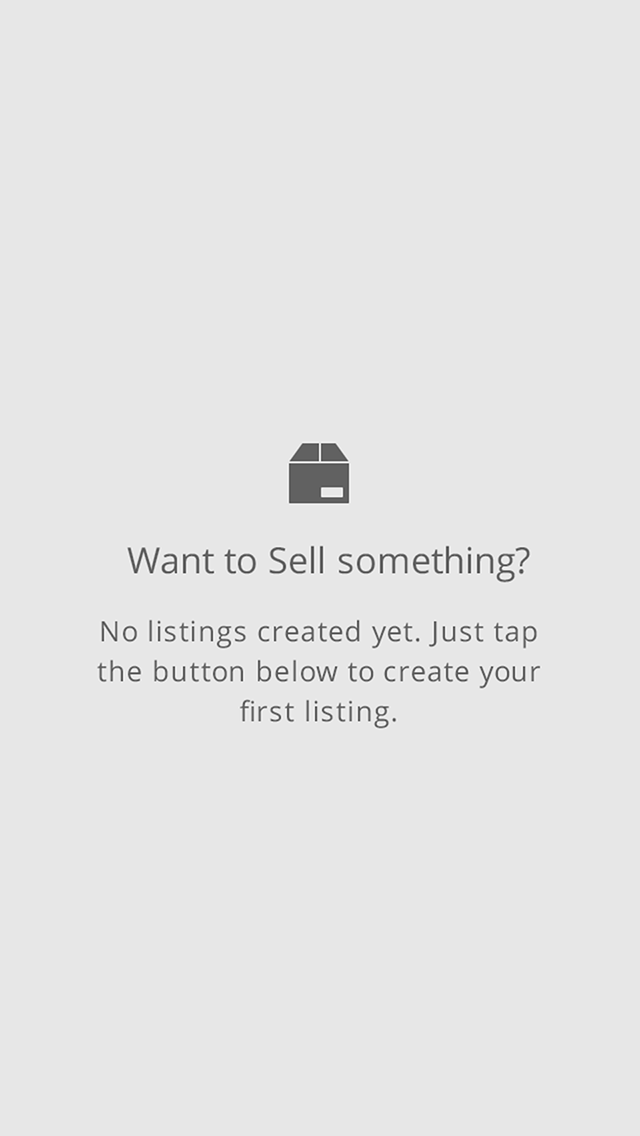 Want to Sell something?
No listings created yet. Just tap
the button below to create your
first listing.